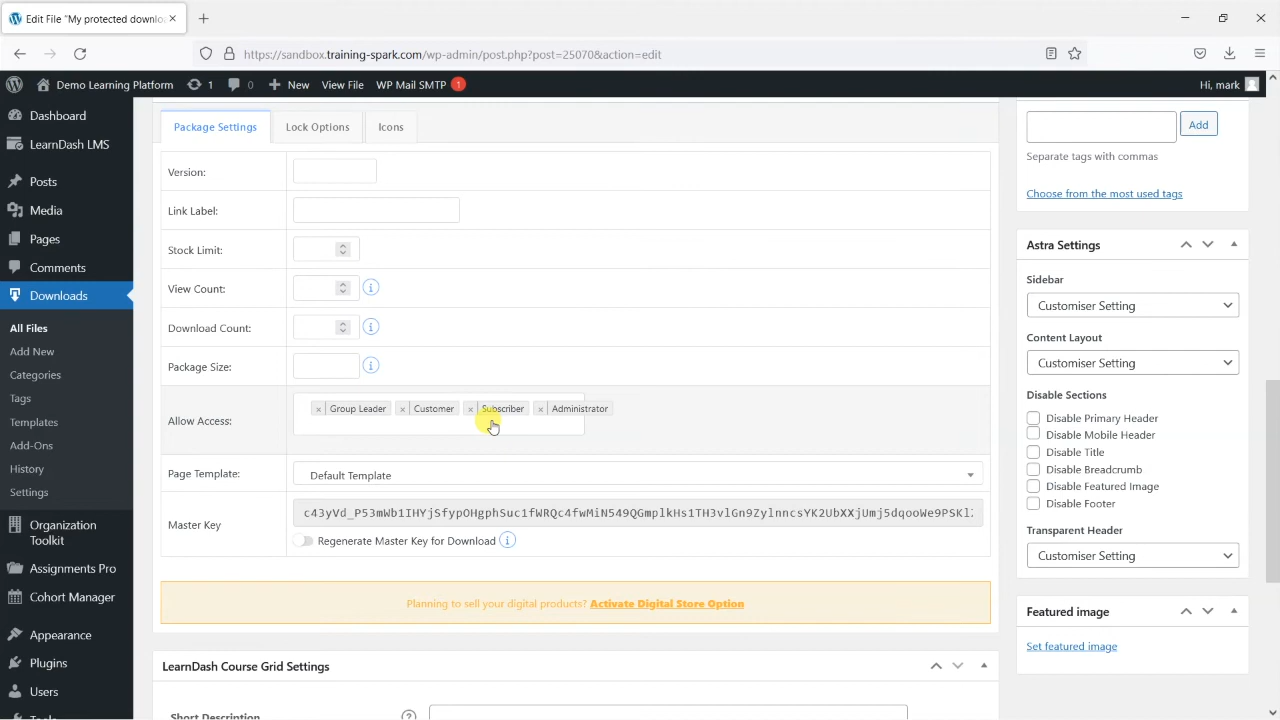 Edit File "My protected downlo
https://sandbox.training-spark.com/wp-admin/post.php?post=25070&action=edit
Demo Learning Platform 1 0 New View File WP Mail SMTP 1 Hi, mark
Dashboard
LearnDash LMS
Posts
Media
Pages
Comments
Downloads
All Files
Add New
Categories
Tags
Templates
Add-Ons
History
Settings
Organization
Toolkit
Assignments Pro
Cohort Manager
Appearance
Plugins
Users
Tools
Package Settings Lock Options Icons
Version:
Link Label:
Stock Limit:
View Count:
Download Count:
Package Size:
Allow Access: × Group Leader × Customer × Subscriber × Administrator
Page Template: Default Template
Master Key
Regenerate Master Key for Download
Planning to sell your digital products? Activate Digital Store Option
LearnDash Course Grid Settings
Short Description
Add
Separate tags with commas
Choose from the most used tags
Astra Settings
Sidebar
Customiser Setting
Content Layout
Customiser Setting
Disable Sections
Disable Primary Header
Disable Mobile Header
Disable Title
Disable Breadcrumb
Disable Featured Image
Disable Footer
Transparent Header
Customiser Setting
Featured image
Set featured image